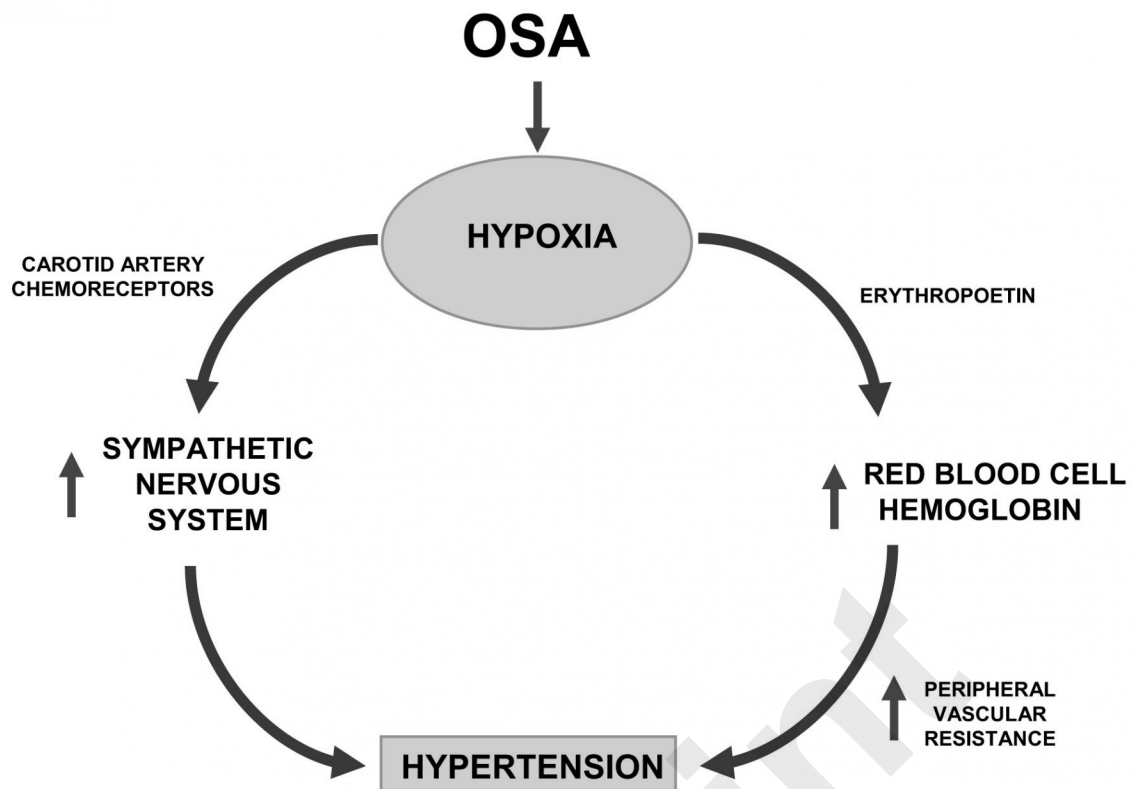 OSA
HYPOXIA
CAROTID ARTERY
CHEMORECEPTORS
ERYTHROPOETIN
SYMPATHETIC
NERVOUS
SYSTEM
RED BLOOD CELL
HEMOGLOBIN
PERIPHERAL
VASCULAR
RESISTANCE
HYPERTENSION